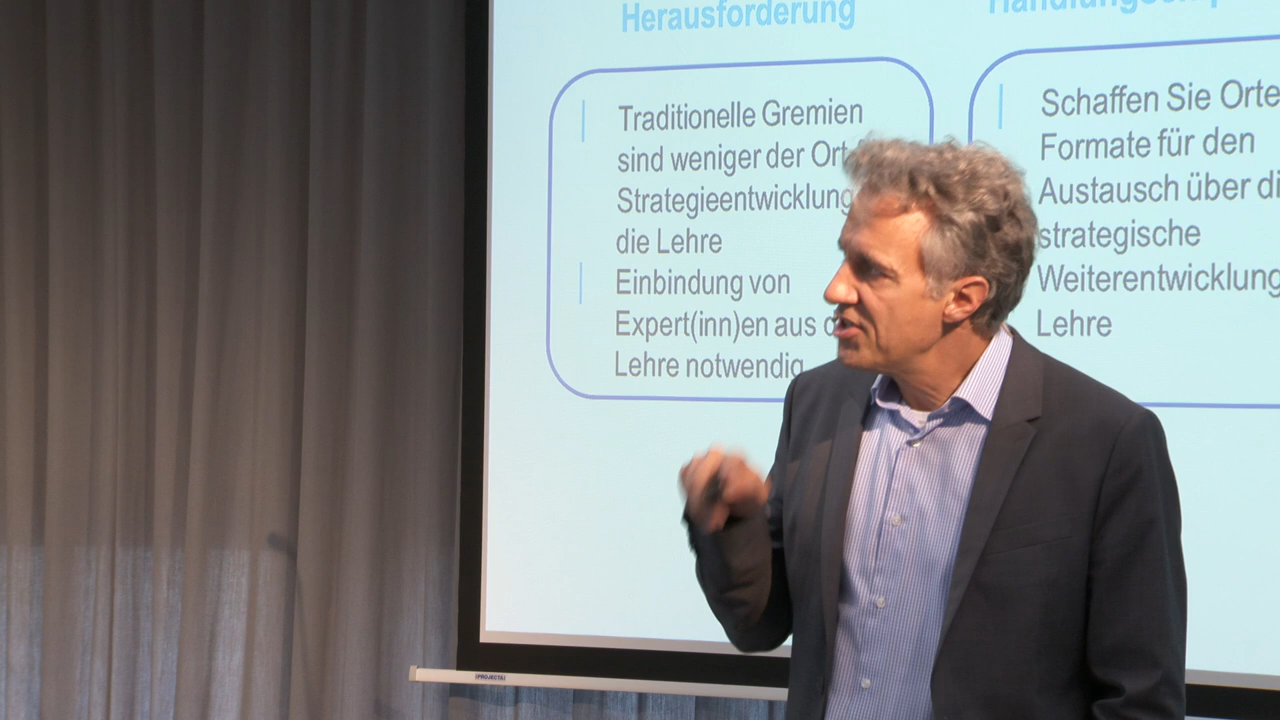 Herausforderung
Traditionelle Gremien
sind weniger der Ort
Strategieentwicklung
die Lehre
Einbindung von
Expert(inn)en aus
Lehre notwendig
Schaffen Sie Orte
Formate für den
Austausch über
strategische
Weiterentwicklung
Lehre
PROJECTA